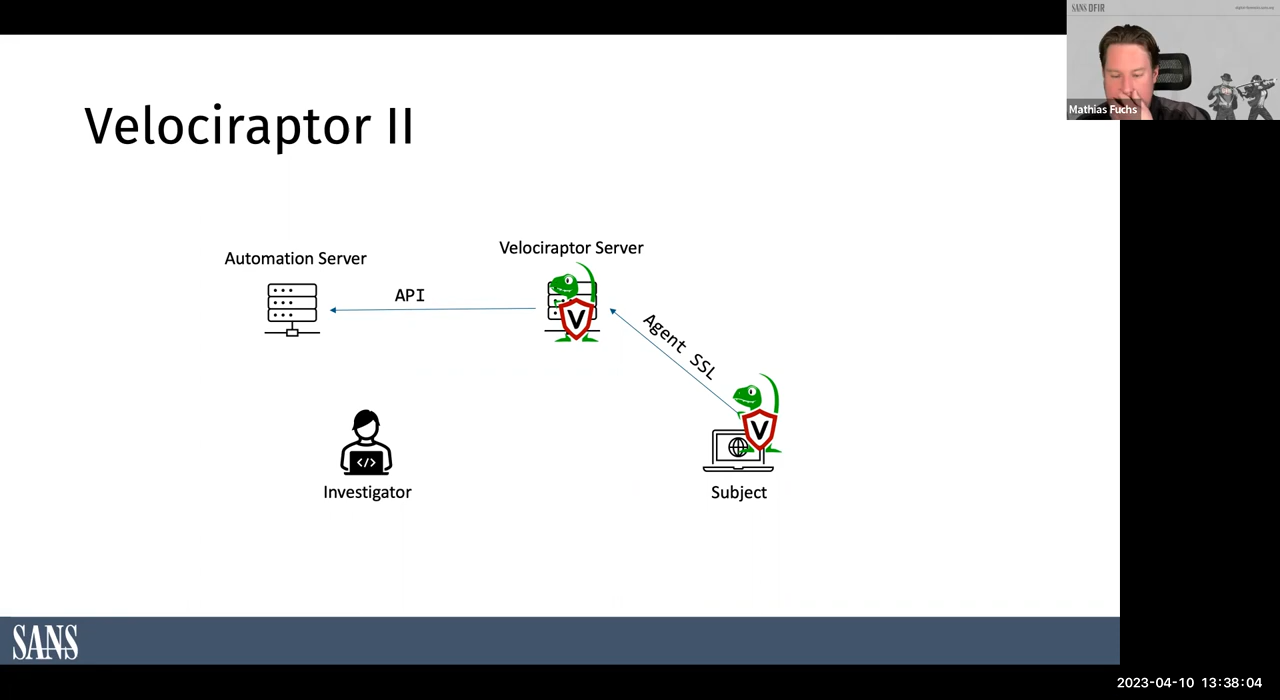 SANS DFIR
Mathias Fuchs
Velociraptor II
Velociraptor Server
Automation Server
API
V
Agent SSL
V
</>
Investigator
Subject
SANS
2023-04-10 13:38:04